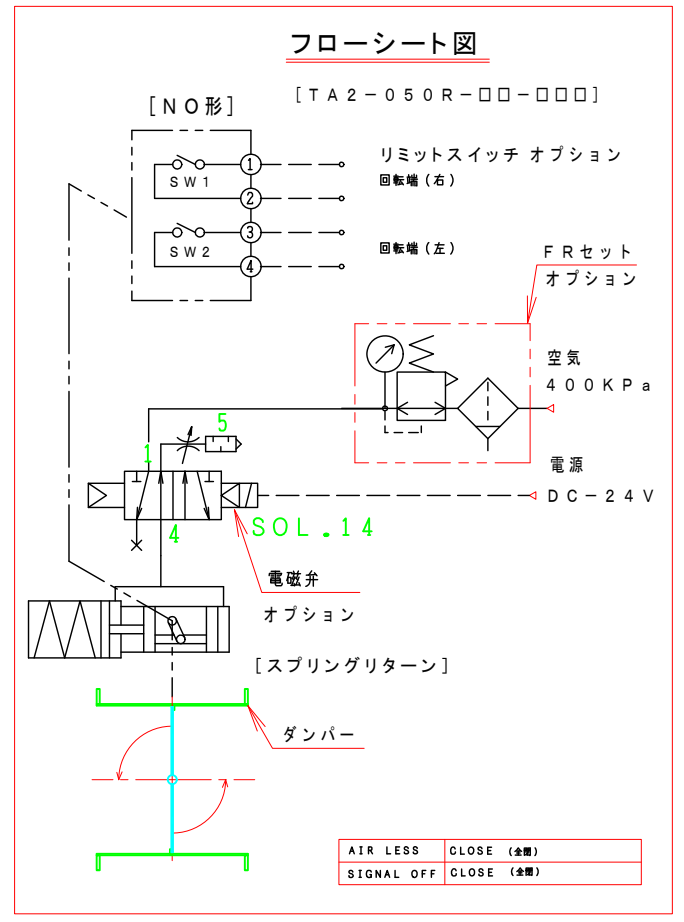 フローシート図
[ＴＡ２－０５０Ｒ－□□－□□□]
[ＮＯ形]
リミットスイッチ オプション
① 回転端(右)
ＳＷ１
②
③
ＳＷ２ 回転端(左)
④
ＦＲセット
オプション
空気
４００ＫＰａ
5
1
電源
ＤＣ－２４Ｖ
4
SOL.14
電磁弁
オプション
[スプリングリターン]
ダンパー
AIR LESS CLOSE (全閉)
SIGNAL OFF CLOSE (全閉)